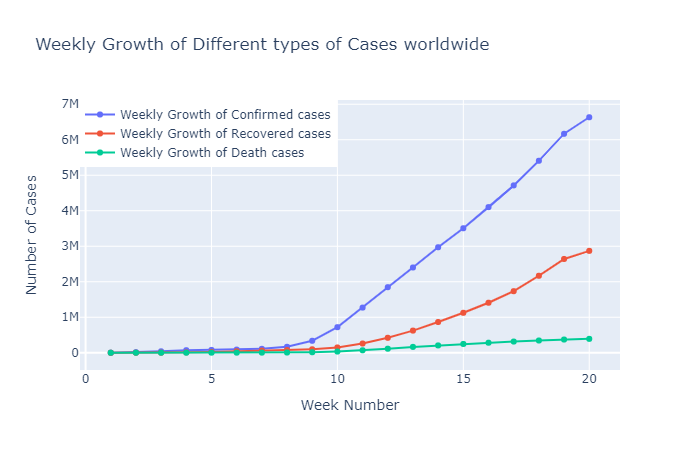 Weekly Growth of Different types of Cases worldwide
7M
6M
5M
4M
3M
2M
1M
0
Number of Cases
Weekly Growth of Confirmed cases
Weekly Growth of Recovered cases
Weekly Growth of Death cases
0 5 10 15 20
Week Number